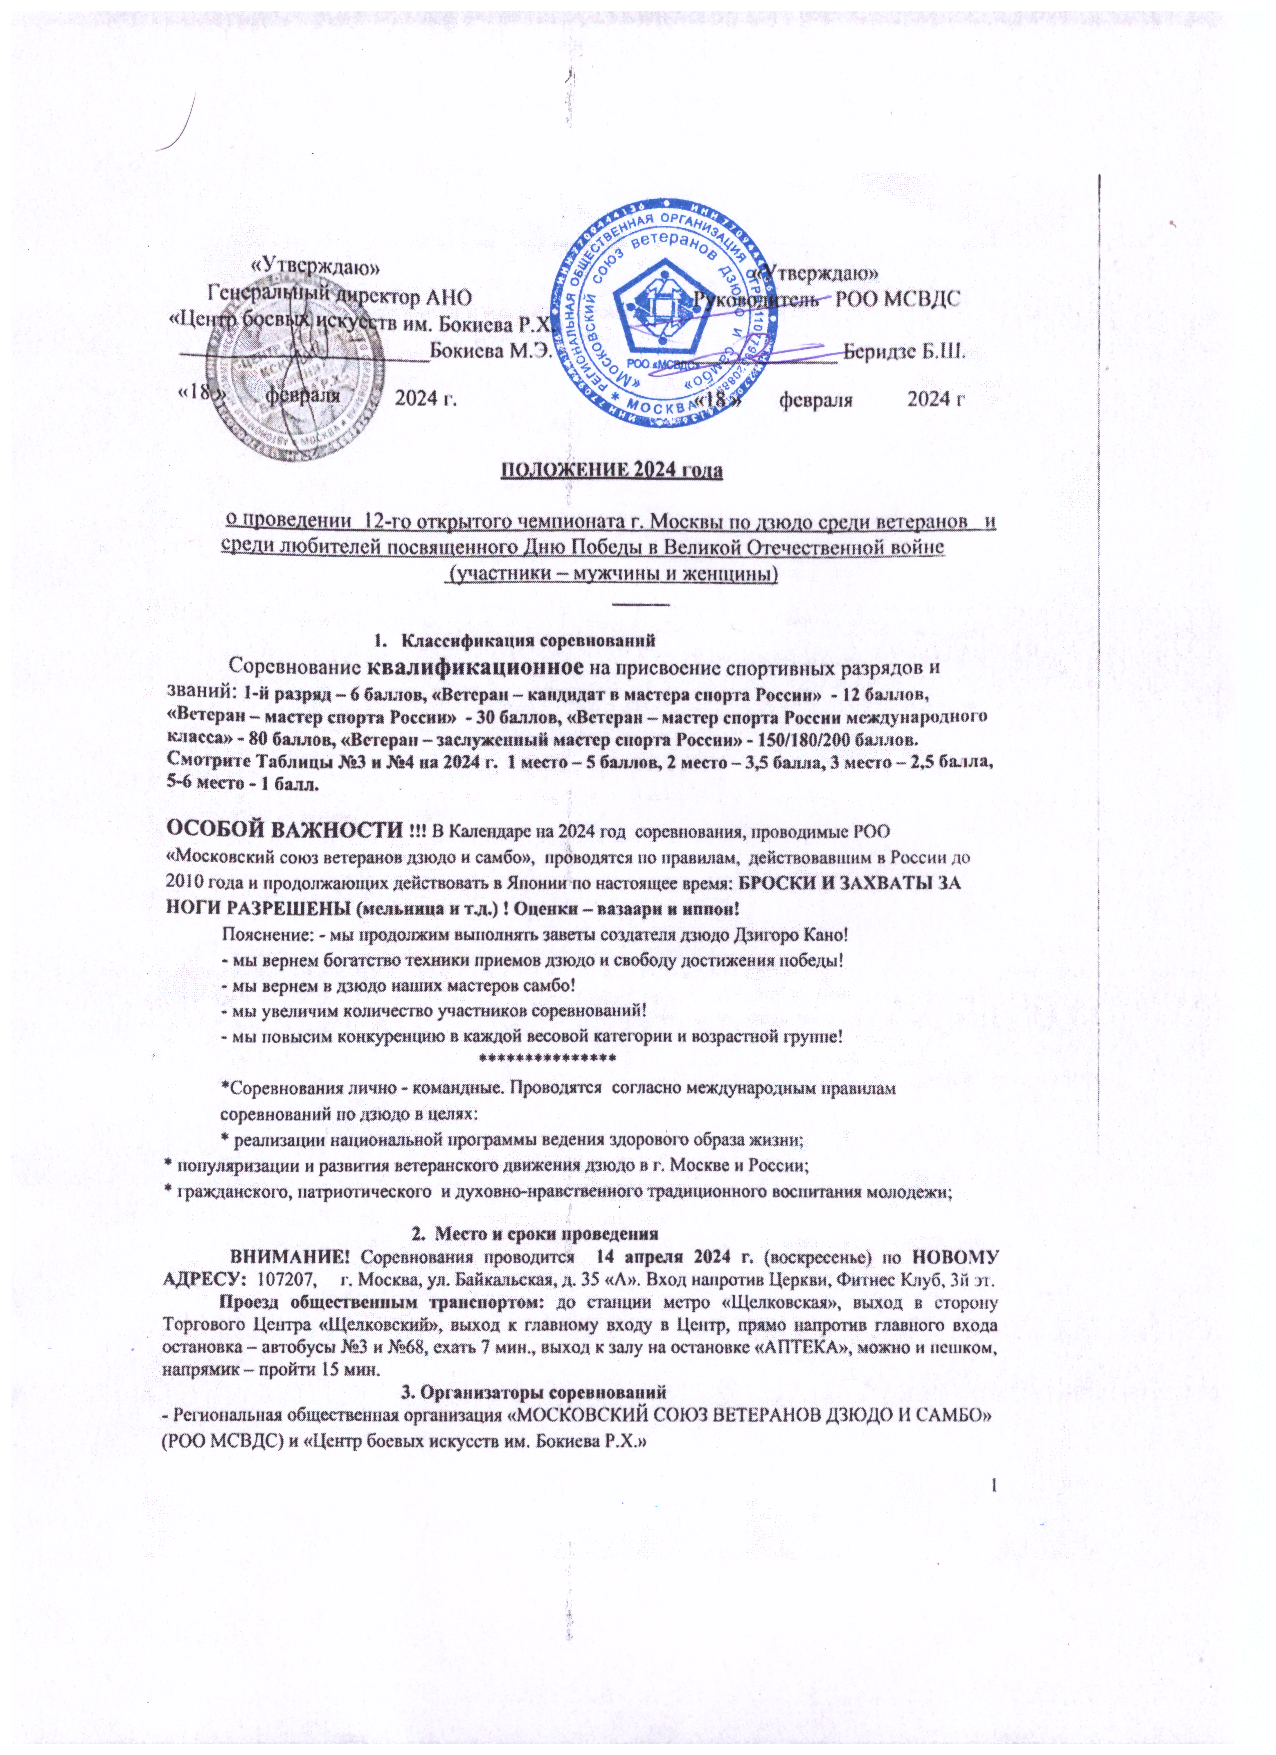 «Утверждаю»
Генеральный директор АНО
«Центр боевых искусств им. Бокиева Р.Х.
Бокиева М.Э.
«18 » февраля 2024 г.
РЕГИОНАЛЬНАЯ ОБЩЕСТВЕННАЯ ОРГАНИЗАЦИЯ
«Московский союз ветеранов дзюдо и самбо»
РОО «МСВДС»
* МОСКВА *
«Утверждаю»
Руководитель РОО МСВДС
Беридзе Б.Ш.
«18 » февраля 2024 г
ПОЛОЖЕНИЕ 2024 года
о проведении 12-го открытого чемпионата г. Москвы по дзюдо среди ветеранов и
среди любителей посвященного Дню Победы в Великой Отечественной войне
(участники – мужчины и женщины)
1. Классификация соревнований
Соревнование квалификационное на присвоение спортивных разрядов и
званий: 1-й разряд – 6 баллов, «Ветеран – кандидат в мастера спорта России» - 12 баллов,
«Ветеран – мастер спорта России» - 30 баллов, «Ветеран – мастер спорта России международного
класса» - 80 баллов, «Ветеран – заслуженный мастер спорта России» - 150/180/200 баллов.
Смотрите Таблицы №3 и №4 на 2024 г. 1 место – 5 баллов, 2 место – 3,5 балла, 3 место – 2,5 балла,
5-6 место - 1 балл.
ОСОБОЙ ВАЖНОСТИ !!! В Календаре на 2024 год соревнования, проводимые РОО
«Московский союз ветеранов дзюдо и самбо», проводятся по правилам, действовавшим в России до
2010 года и продолжающих действовать в Японии по настоящее время: БРОСКИ И ЗАХВАТЫ ЗА
НОГИ РАЗРЕШЕНЫ (мельница и т.д.) ! Оценки – вазаари и иппон!
Пояснение: - мы продолжим выполнять заветы создателя дзюдо Дзигоро Кано!
- мы вернем богатство техники приемов дзюдо и свободу достижения победы!
- мы вернем в дзюдо наших мастеров самбо!
- мы увеличим количество участников соревнований!
- мы повысим конкуренцию в каждой весовой категории и возрастной группе!
***************
*Соревнования лично - командные. Проводятся согласно международным правилам
соревнований по дзюдо в целях:
* реализации национальной программы ведения здорового образа жизни;
* популяризации и развития ветеранского движения дзюдо в г. Москве и России;
* гражданского, патриотического и духовно-нравственного традиционного воспитания молодежи;
2. Место и сроки проведения
ВНИМАНИЕ! Соревнования проводится 14 апреля 2024 г. (воскресенье) по НОВОМУ
АДРЕСУ: 107207, г. Москва, ул. Байкальская, д. 35 «А». Вход напротив Церкви, Фитнес Клуб, 3й эт.
Проезд общественным транспортом: до станции метро «Щелковская», выход в сторону
Торгового Центра «Щелковский», выход к главному входу в Центр, прямо напротив главного входа
остановка – автобусы №3 и №68, ехать 7 мин., выход к залу на остановке «АПТЕКА», можно и пешком,
напрямик – пройти 15 мин.
3. Организаторы соревнований
- Региональная общественная организация «МОСКОВСКИЙ СОЮЗ ВЕТЕРАНОВ ДЗЮДО И САМБО»
(РОО МСВДС) и «Центр боевых искусств им. Бокиева Р.Х.»
1